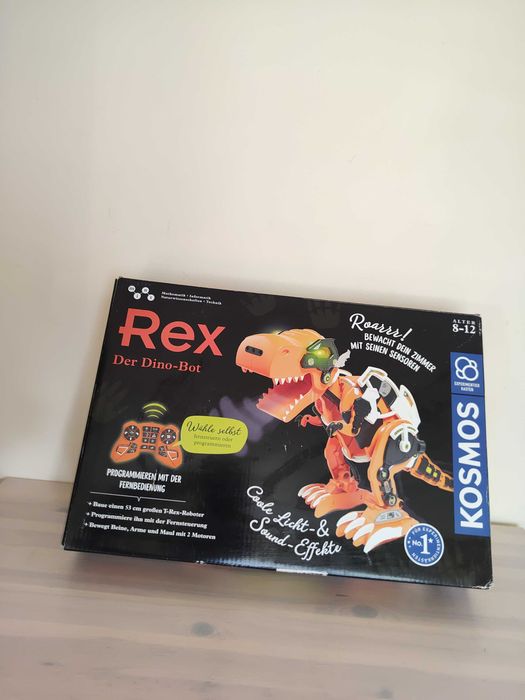 M I
N T
Mathematik · Informatik
Naturwissenschaften · Technik
Rex
Der Dino-Bot
Roarrr!
BEWACHT DEIN ZIMMER
MIT SEINEN SENSOREN
ALTER
8-12
EXPERIMENTIER
KASTEN
KOSMOS
Wähle selbst
fernsteuern oder
programmieren
PROGRAMMIEREN MIT DER
FERNBEDIENUNG
Baue einen 53 cm großen T-Rex-Roboter
Programmiere ihn mit der Fernsteuerung
Bewegt Beine, Arme und Maul mit 2 Motoren
Coole Licht- &
Sound-Effekte
No. 1